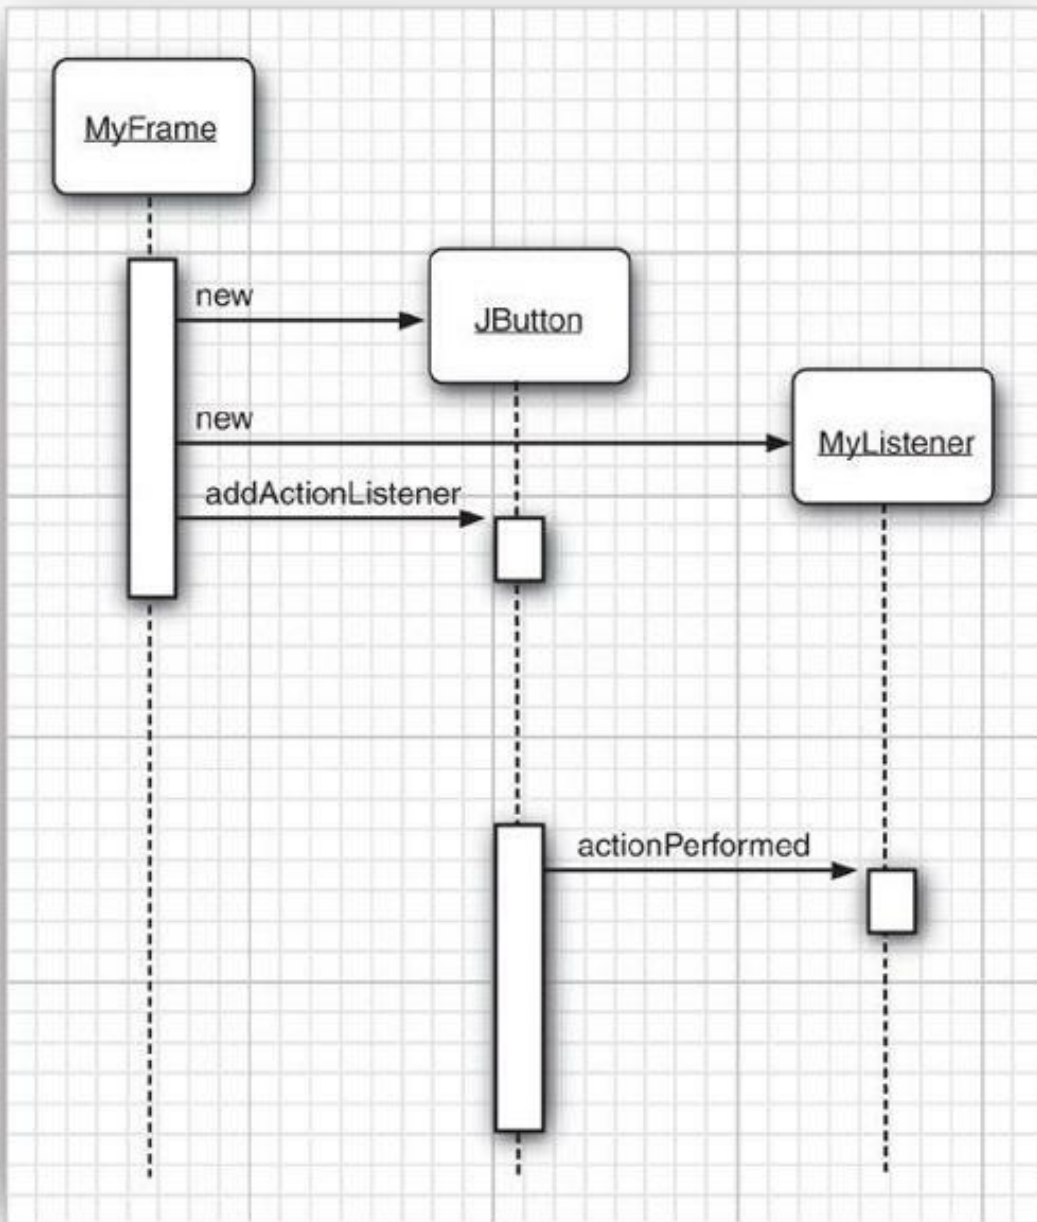 MyFrame
new
JButton
new
MyListener
addActionListener
actionPerformed